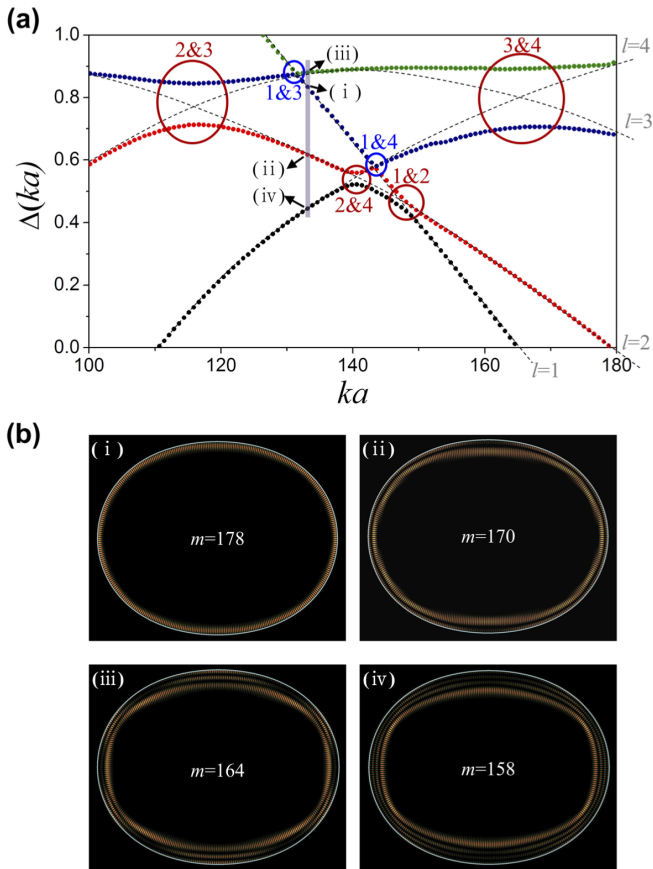 (a)
1.0
0.8
0.6
0.4
0.2
0.0
Δ(ka)
2&3
1&3
(iii)
(i)
3&4
l=4
l=3
(ii)
(iv)
1&4
1&2
2&4
l=2
l=1
100 120 140 160 180
ka
(b)
(i)
m=178
(ii)
m=170
(iii)
m=164
(iv)
m=158